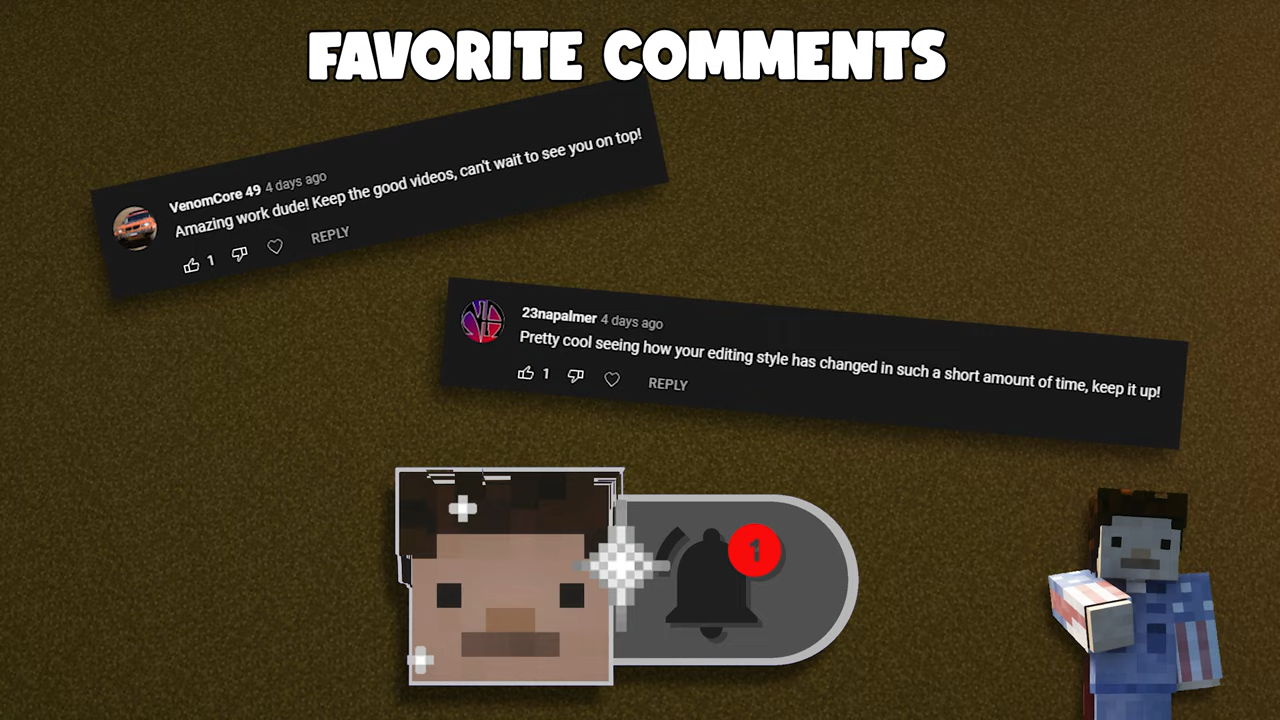 FAVORITE COMMENTS
VenomCore 49 4 days ago
Amazing work dude! Keep the good videos, can't wait to see you on top!
1 REPLY
23napalmer 4 days ago
Pretty cool seeing how your editing style has changed in such a short amount of time, keep it up!
1 REPLY
1